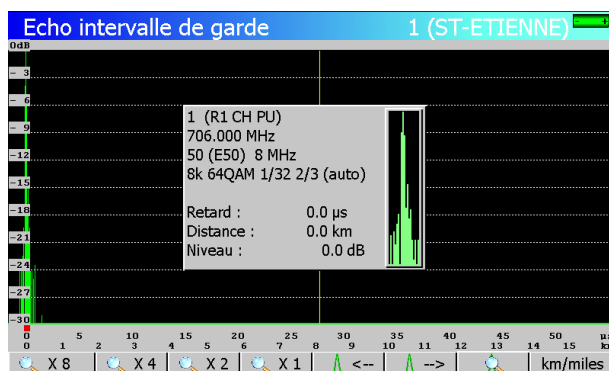 Echo intervalle de garde 1 (ST-ETIENNE) - +
0dB
- 3
- 6
- 9
-12
-15
-18
-21
-24
-27
-30
1 (R1 CH PU)
706.000 MHz
50 (E50) 8 MHz
8k 64QAM 1/32 2/3 (auto)
Retard : 0.0 µs
Distance : 0.0 km
Niveau : 0.0 dB
0 5 10 15 20 25 30 35 40 45 50 µs
0 1 2 3 4 5 6 7 8 9 10 11 12 13 14 15 km
X 8 X 4 X 2 X 1 <-- --> km/miles